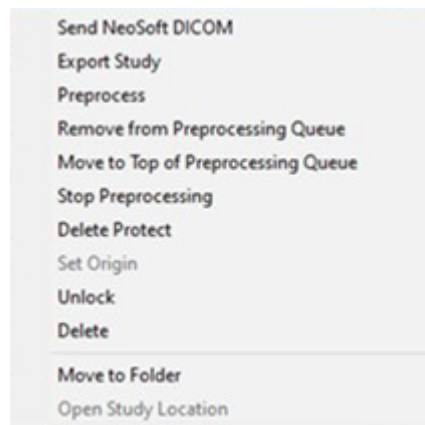 Send NeoSoft DICOM
Export Study
Preprocess
Remove from Preprocessing Queue
Move to Top of Preprocessing Queue
Stop Preprocessing
Delete Protect
Set Origin
Unlock
Delete
Move to Folder
Open Study Location